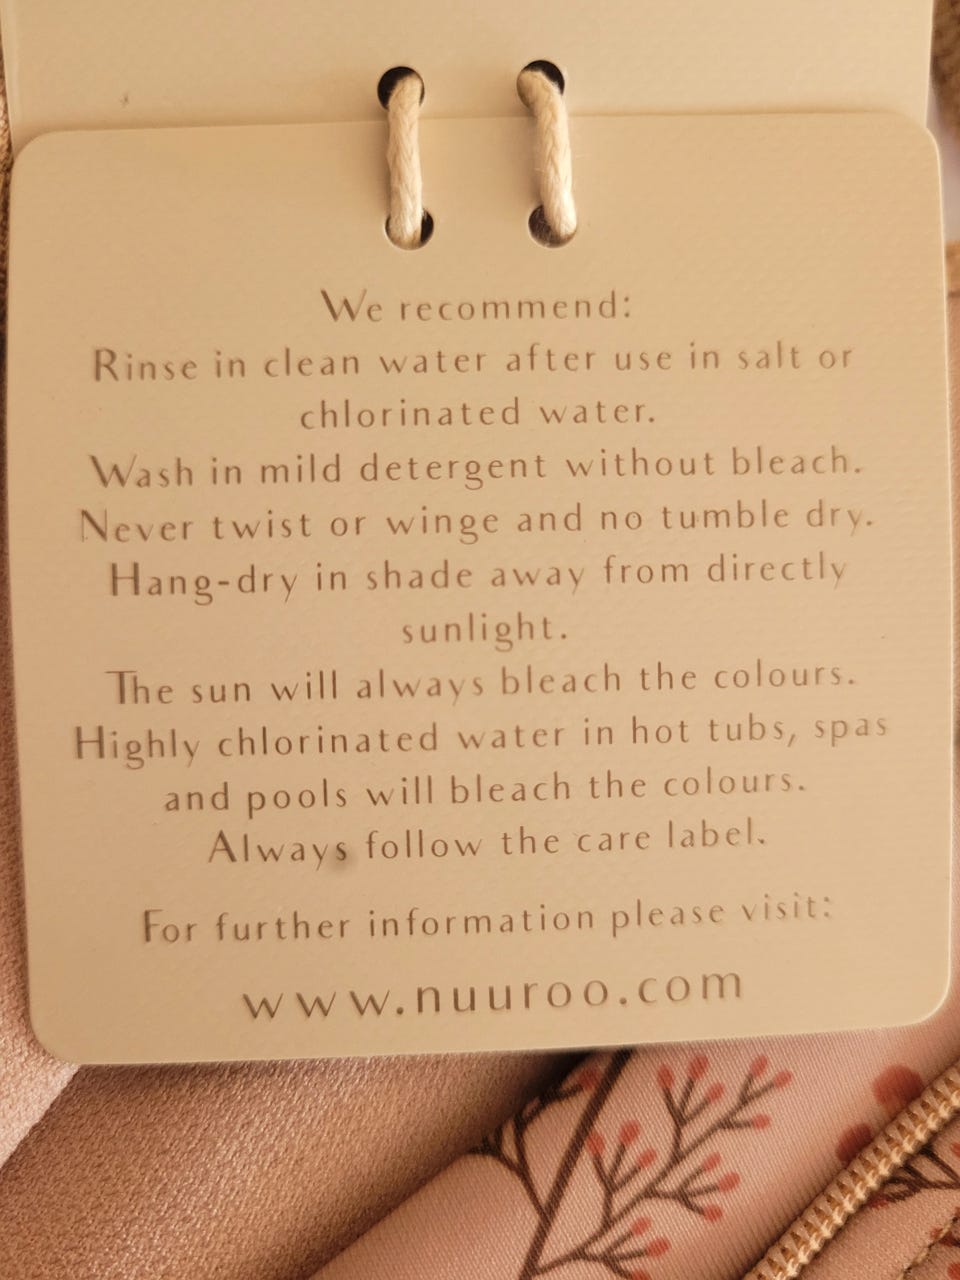 We recommend:
Rinse in clean water after use in salt or
chlorinated water.
Wash in mild detergent without bleach.
Never twist or winge and no tumble dry.
Hang-dry in shade away from directly
sunlight.
The sun will always bleach the colours.
Highly chlorinated water in hot tubs, spas
and pools will bleach the colours.
Always follow the care label.
For further information please visit:
www.nuuroo.com